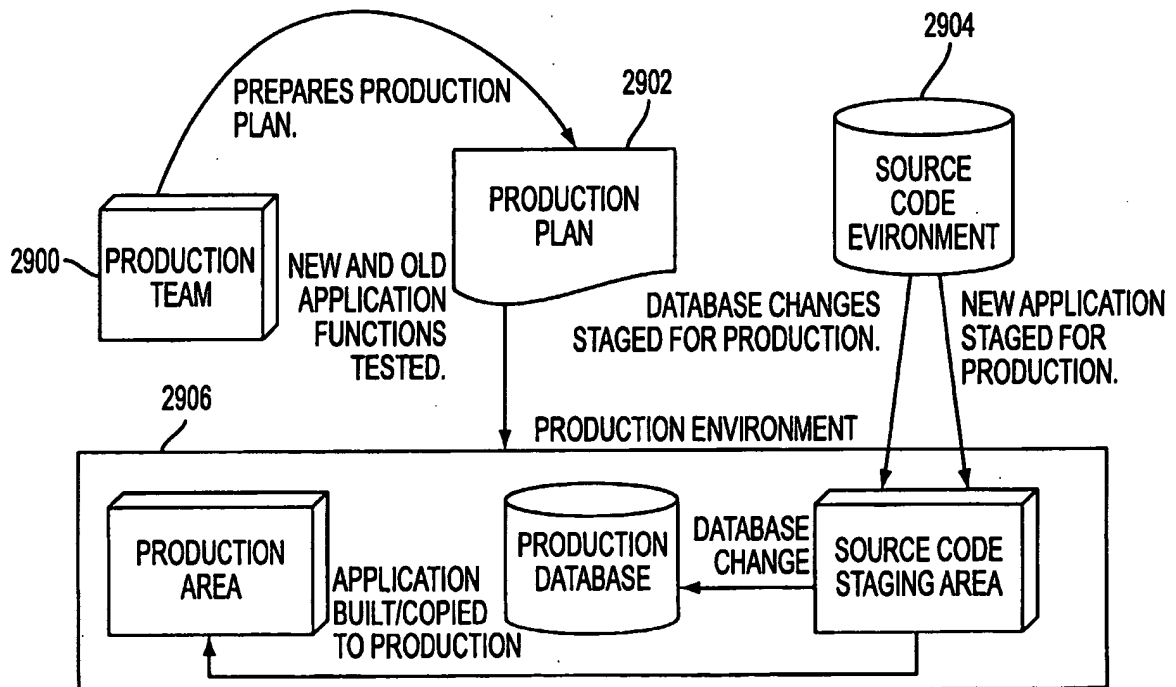 2904
PREPARES PRODUCTION
PLAN.
2902
SOURCE
CODE
EVIRONMENT
PRODUCTION
PLAN
2900
PRODUCTION
TEAM
NEW AND OLD
APPLICATION
FUNCTIONS
TESTED.
DATABASE CHANGES
STAGED FOR PRODUCTION.
NEW APPLICATION
STAGED FOR
PRODUCTION.
2906
PRODUCTION ENVIRONMENT
PRODUCTION
AREA
APPLICATION
BUILT/COPIED
TO PRODUCTION
PRODUCTION
DATABASE
DATABASE
CHANGE
SOURCE CODE
STAGING AREA